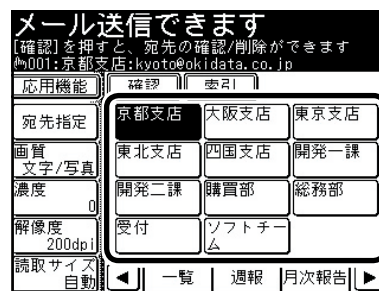 メール送信できます
[確認]を押すと、宛先の確認/削除ができます
001:京都支店:kyoto@okidata.co.jp
応用機能 確認 索引
宛先指定
画質
文字/写真
濃度
0
解像度
200dpi
読取サイズ
自動
京都支店 大阪支店 東京支店
東北支店 四国支店 開発一課
開発二課 購買部 総務部
受付 ソフトチー
ム
一覧 週報 月次報告